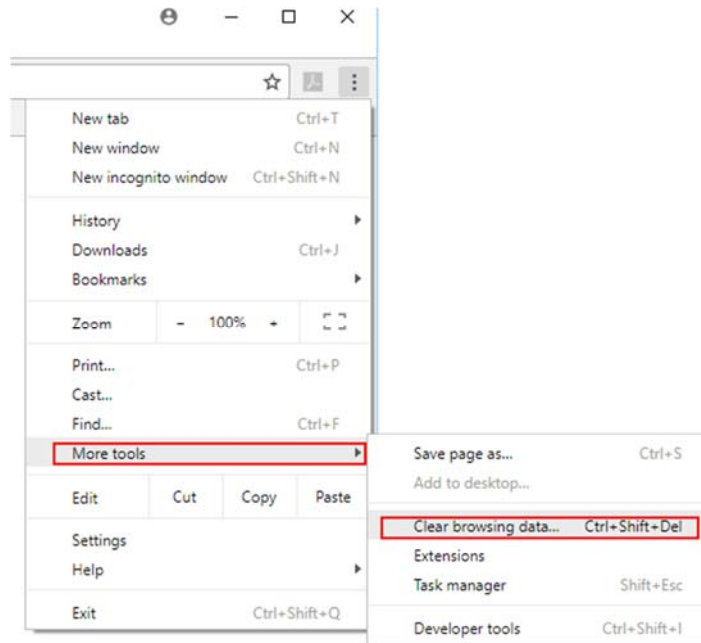 New tab Ctrl+T
New window Ctrl+N
New incognito window Ctrl+Shift+N
History
Downloads Ctrl+J
Bookmarks
Zoom - 100% +
Print... Ctrl+P
Cast...
Find... Ctrl+F
More tools
Edit Cut Copy Paste
Settings
Help
Exit Ctrl+Shift+Q
Save page as... Ctrl+S
Add to desktop...
Clear browsing data... Ctrl+Shift+Del
Extensions
Task manager Shift+Esc
Developer tools Ctrl+Shift+I